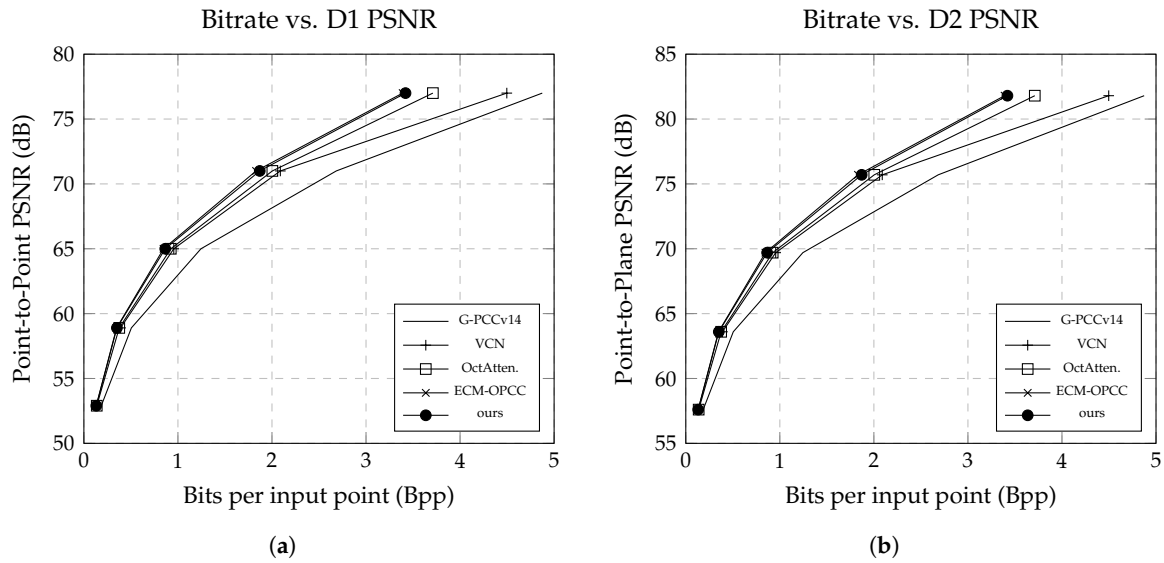 Bitrate vs. D1 PSNR
80
75
70
65
60
55
50
Point-to-Point PSNR (dB)
G-PCCv14
VCN
OctAtten.
ECM-OPCC
ours
0 1 2 3 4 5
Bits per input point (Bpp)
(a)
Bitrate vs. D2 PSNR
85
80
75
70
65
60
55
Point-to-Plane PSNR (dB)
G-PCCv14
VCN
OctAtten.
ECM-OPCC
ours
0 1 2 3 4 5
Bits per input point (Bpp)
(b)